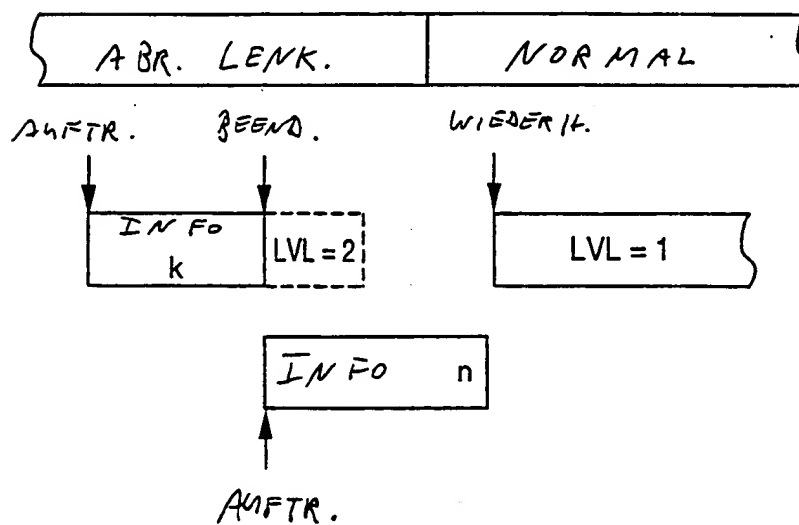 ABR. LENK. NORMAL
AUFTR. BEEND. WIEDERH.
INFO
k LVL = 2 LVL = 1
INFO n
AUFTR.